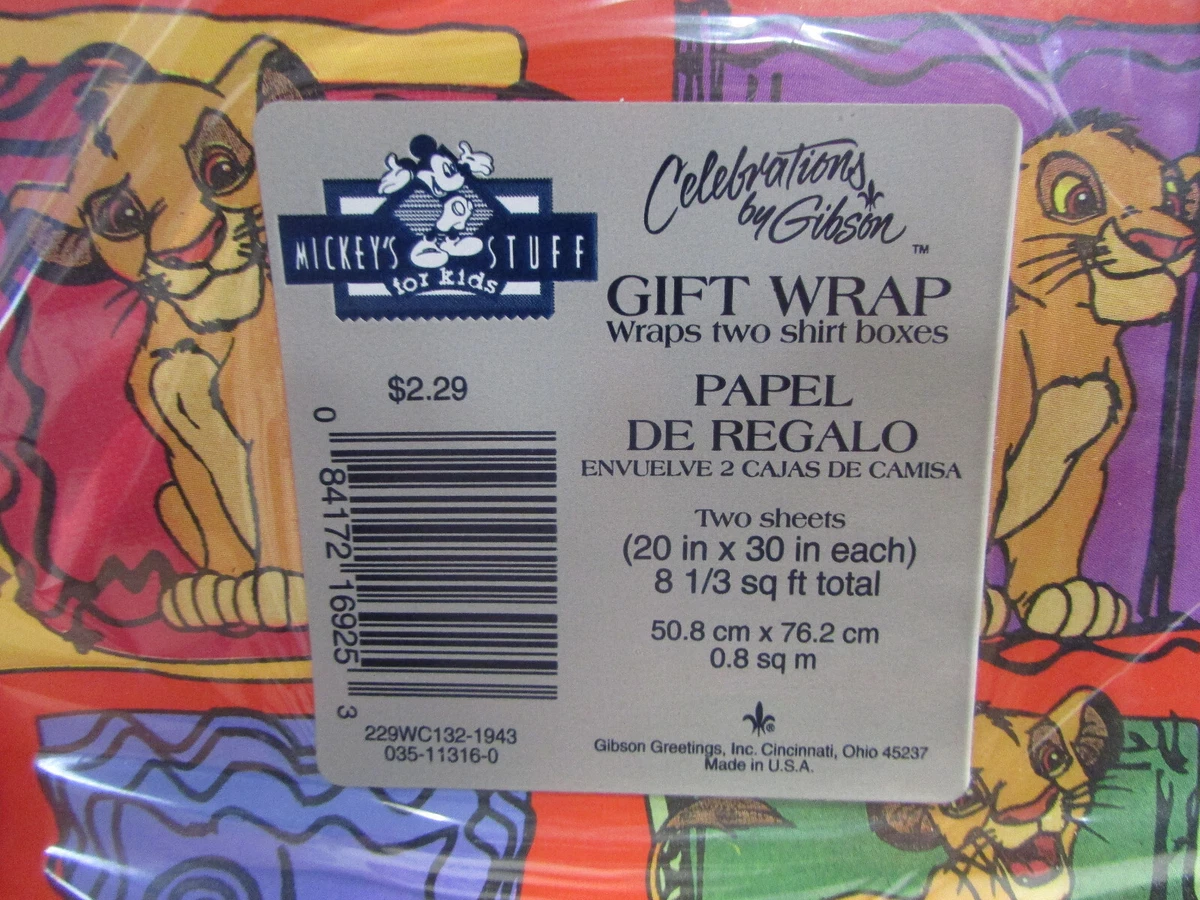 MICKEY'S STUFF
for kids
Celebrations
by Gibson™
GIFT WRAP
Wraps two shirt boxes
$2.29
PAPEL
DE REGALO
ENVUELVE 2 CAJAS DE CAMISA
Two sheets
(20 in x 30 in each)
8 1/3 sq ft total
50.8 cm x 76.2 cm
0.8 sq m
0 84172 16925 3
229WC132-1943
035-11316-0
®
Gibson Greetings, Inc. Cincinnati, Ohio 45237
Made in U.S.A.